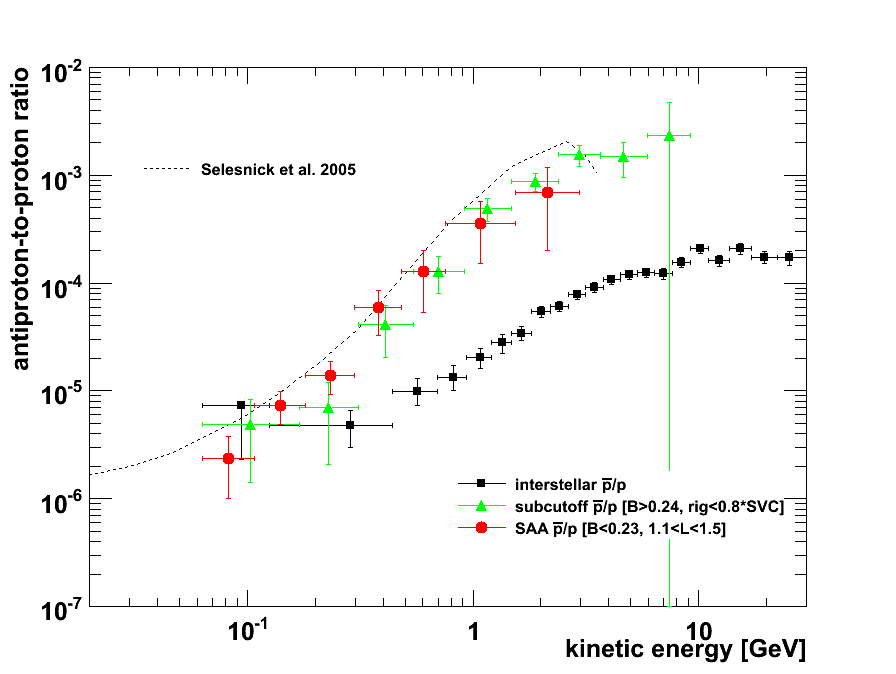 antiproton-to-proton ratio
10⁻²
10⁻³
10⁻⁴
10⁻⁵
10⁻⁶
10⁻⁷
Selesnick et al. 2005
interstellar p̅/p
subcutoff p̅/p [B>0.24, rig<0.8*SVC]
SAA p̅/p [B<0.23, 1.1<L<1.5]
10⁻¹ 1 10
kinetic energy [GeV]